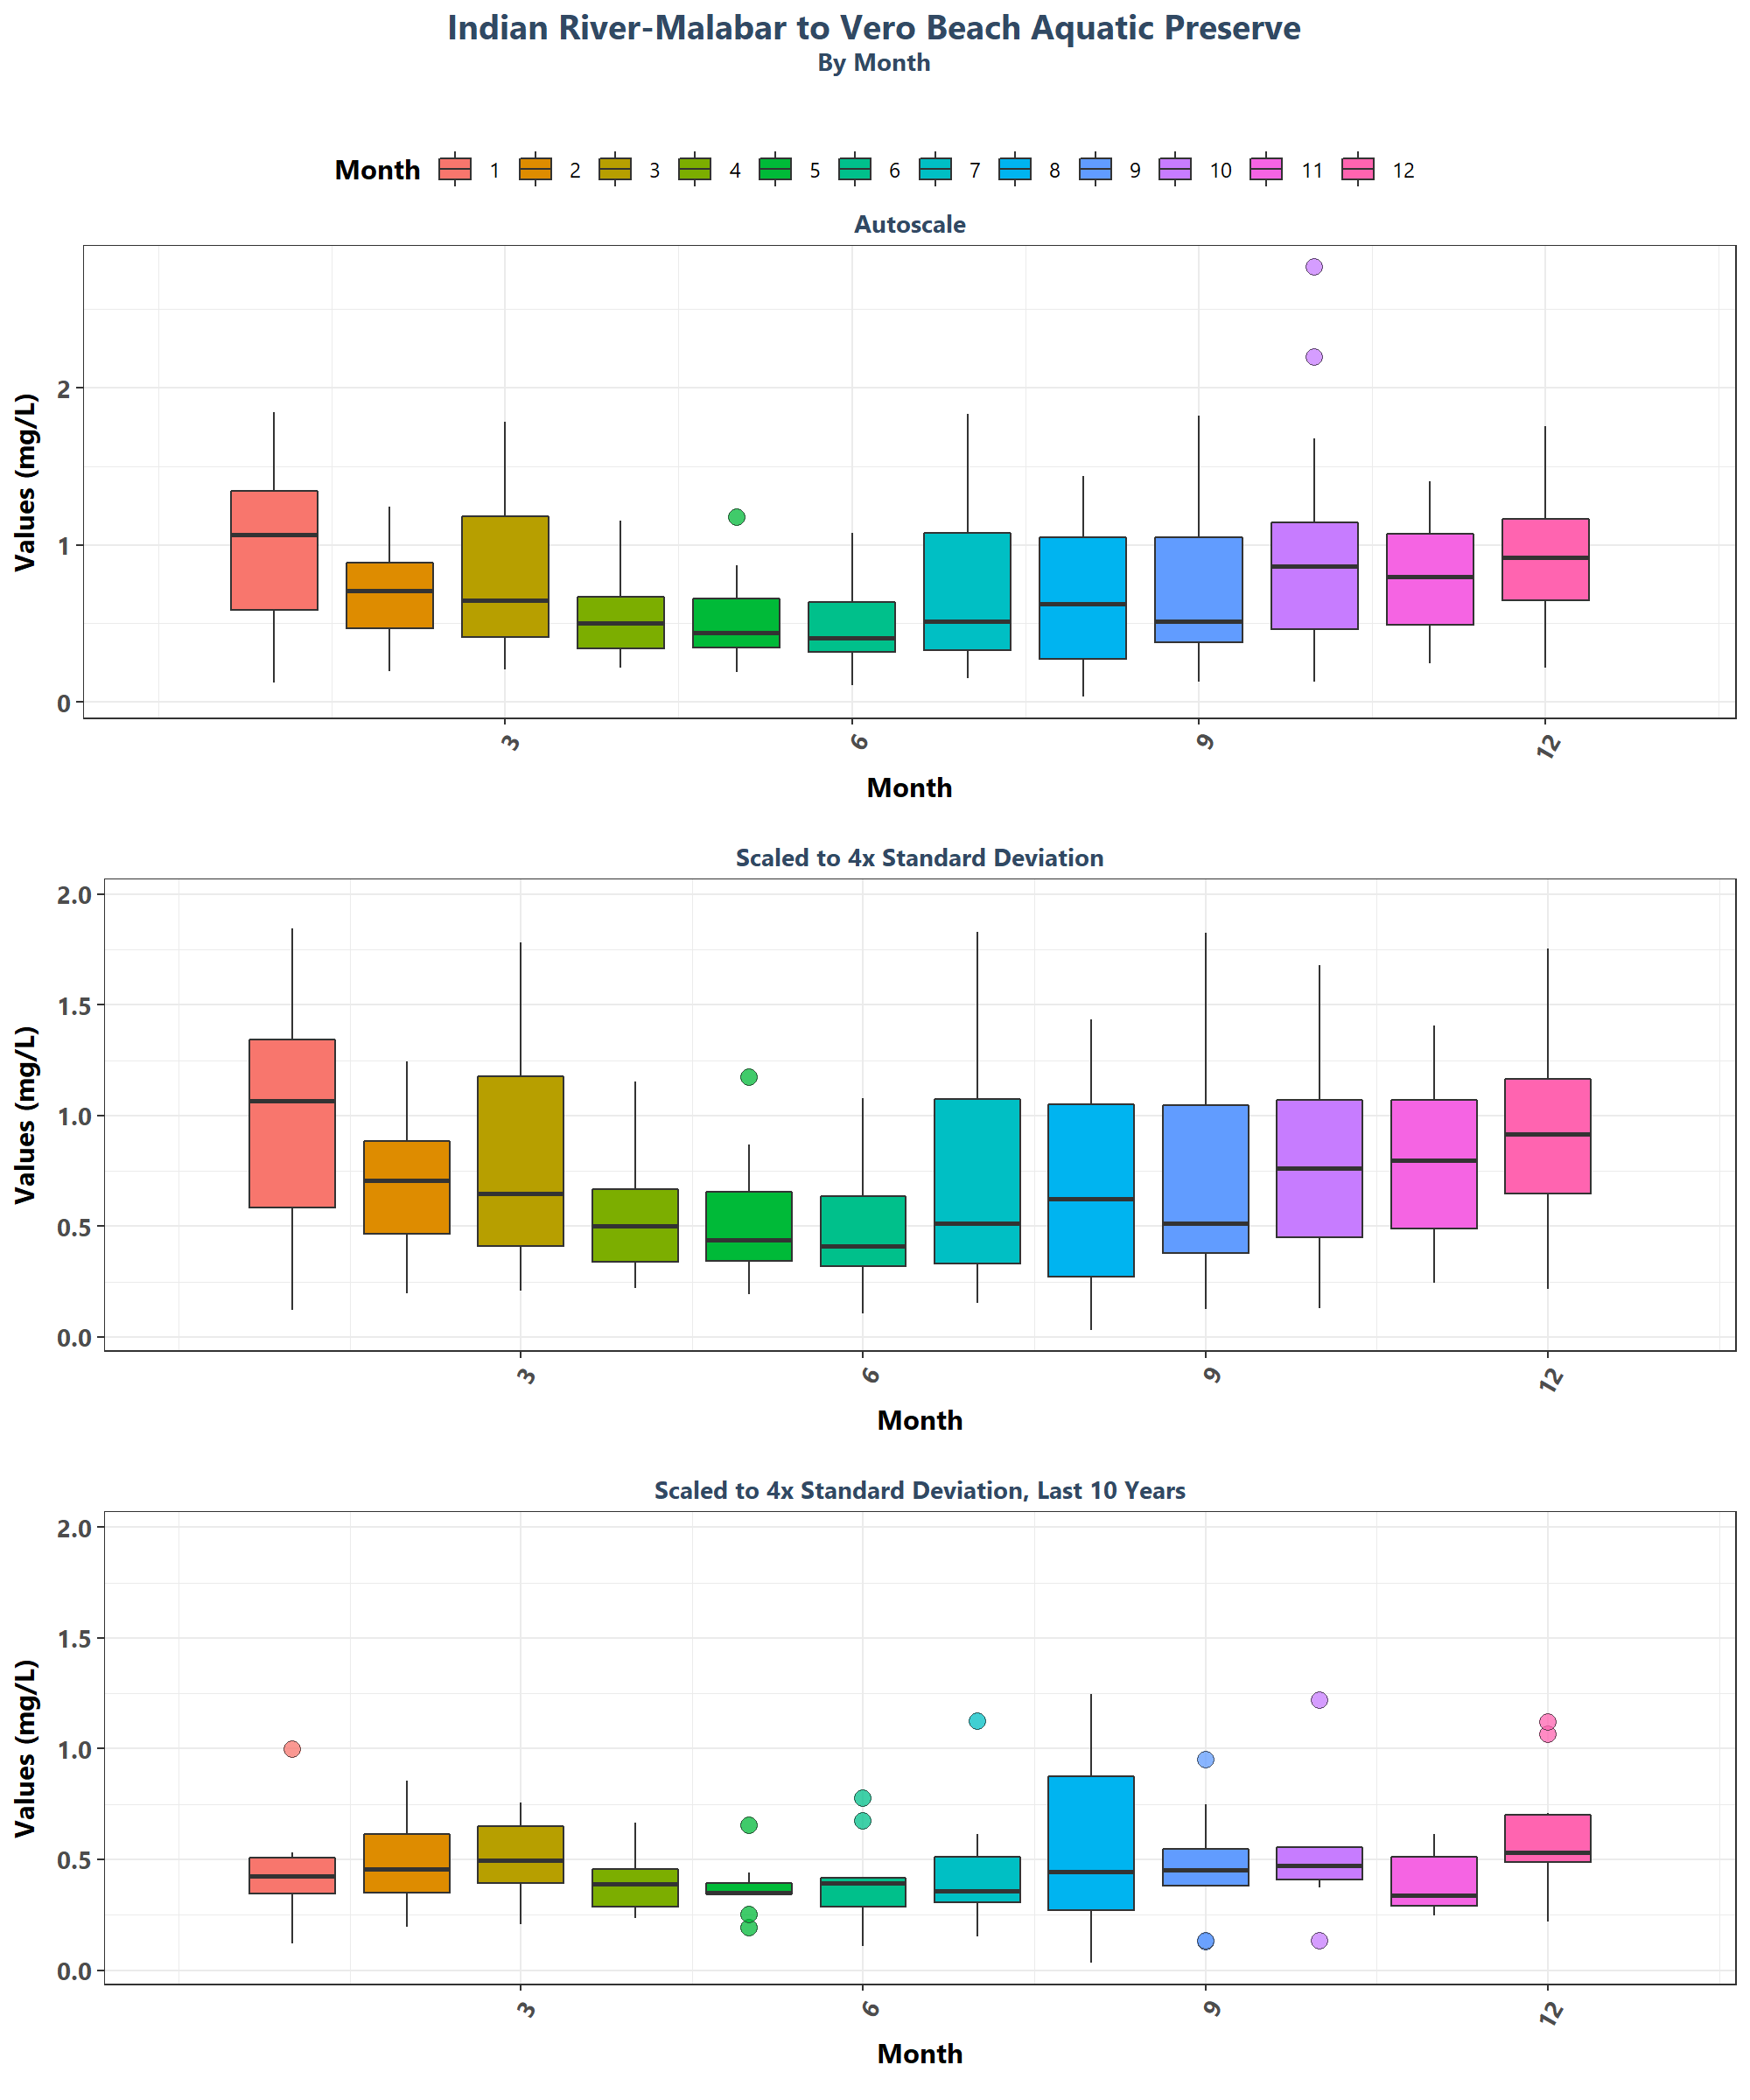 Indian River-Malabar to Vero Beach Aquatic Preserve
By Month
Month 1 2 3 4 5 6 7 8 9 10 11 12
Autoscale
Values (mg/L)
2
1
0
3 6 9 12
Month
Scaled to 4x Standard Deviation
Values (mg/L)
2.0
1.5
1.0
0.5
0.0
3 6 9 12
Month
Scaled to 4x Standard Deviation, Last 10 Years
Values (mg/L)
2.0
1.5
1.0
0.5
0.0
3 6 9 12
Month